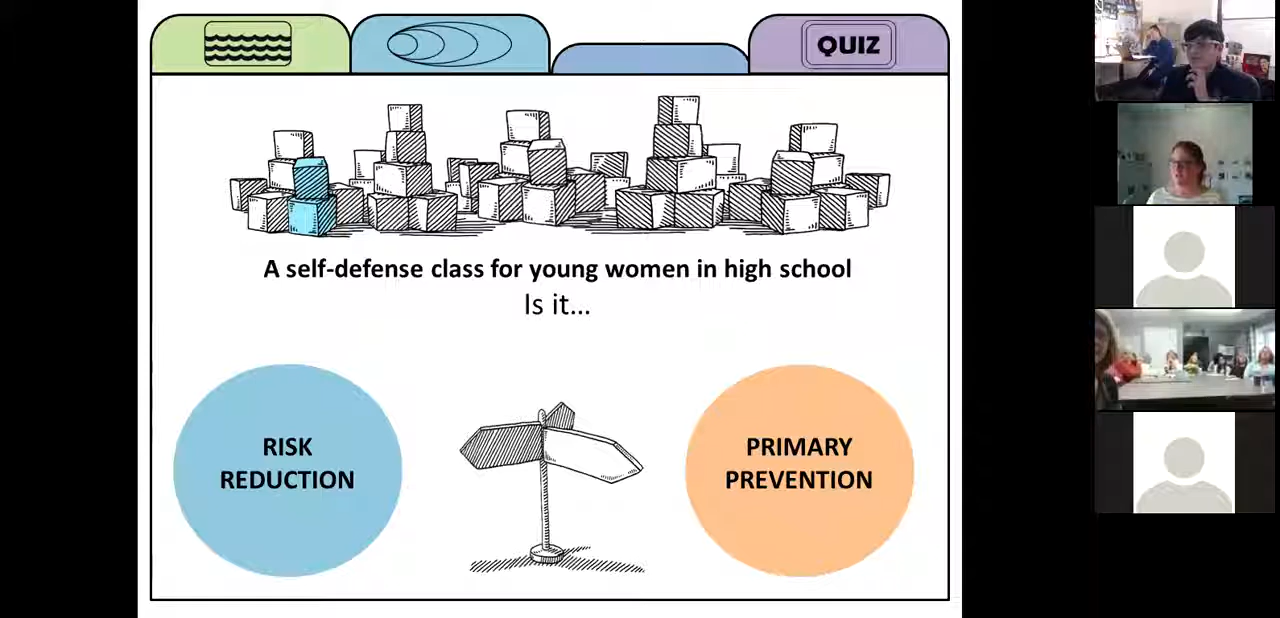 QUIZ
A self-defense class for young women in high school
Is it...
RISK
REDUCTION
PRIMARY
PREVENTION